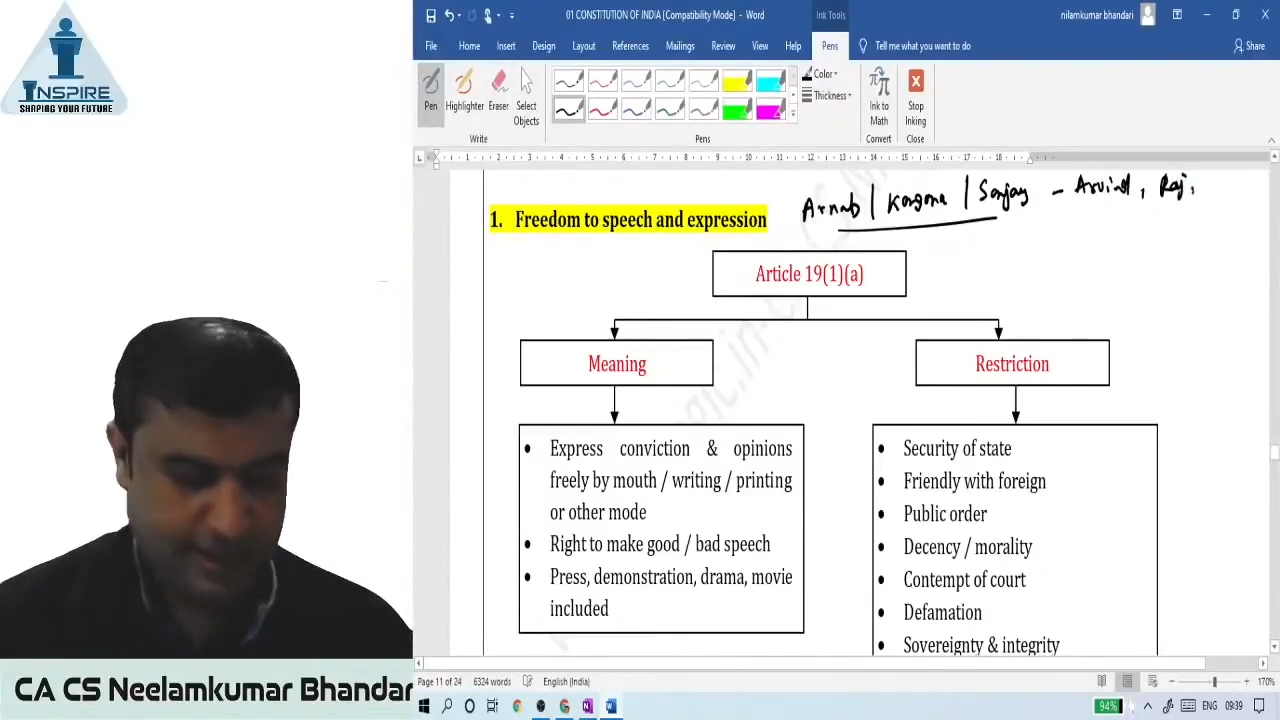 01 CONSTITUTION OF INDIA [Compatibility Mode] - Word
Ink Tools
nilamkumar bhandari
File Home Insert Design Layout References Mailings Review View Help Pens Tell me what you want to do Share
Pen Highlighter Eraser Select Objects
Color
Thickness
Ink to Math
Stop Inking
Write Pens Convert Close
INSPIRE
SHAPING YOUR FUTURE
Arnab | Kangana | Sanjay - Arvind, Raj,
1. Freedom to speech and expression
Article 19(1)(a)
Meaning
Restriction
• Express conviction & opinions
freely by mouth / writing / printing
or other mode
• Right to make good / bad speech
• Press, demonstration, drama, movie
included
• Security of state
• Friendly with foreign
• Public order
• Decency / morality
• Contempt of court
• Defamation
• Sovereignty & integrity
CA CS Neelamkumar Bhandar
Page 11 of 24 6324 words English (India) 170%
94% ENG 09:39